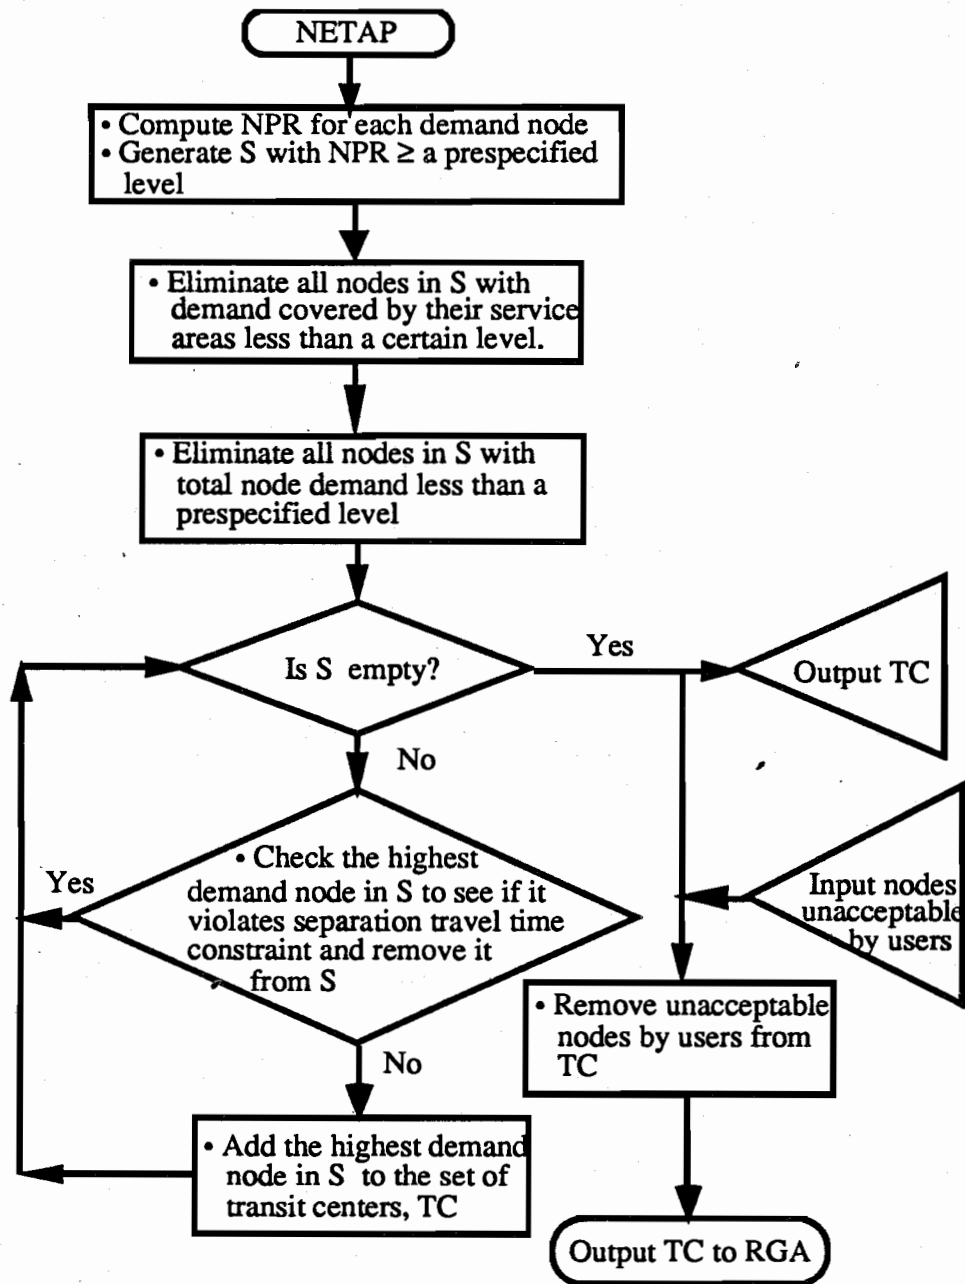 NETAP
• Compute NPR for each demand node
• Generate S with NPR ≥ a prespecified
level
• Eliminate all nodes in S with
demand covered by their service
areas less than a certain level.
• Eliminate all nodes in S with
total node demand less than a
prespecified level
Is S empty?
Yes
Output TC
No
• Check the highest
demand node in S to see if it
violates separation travel time
constraint and remove it
from S
Yes
Input nodes
unacceptable
by users
No
• Remove unacceptable
nodes by users from
TC
• Add the highest demand
node in S to the set of
transit centers, TC
Output TC to RGA